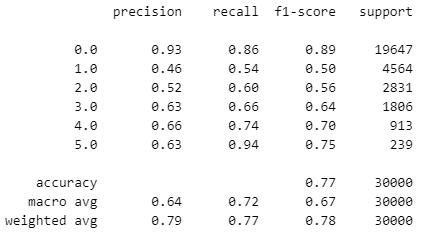 precision recall f1-score support
0.0 0.93 0.86 0.89 19647
1.0 0.46 0.54 0.50 4564
2.0 0.52 0.60 0.56 2831
3.0 0.63 0.66 0.64 1806
4.0 0.66 0.74 0.70 913
5.0 0.63 0.94 0.75 239
accuracy 0.77 30000
macro avg 0.64 0.72 0.67 30000
weighted avg 0.79 0.77 0.78 30000